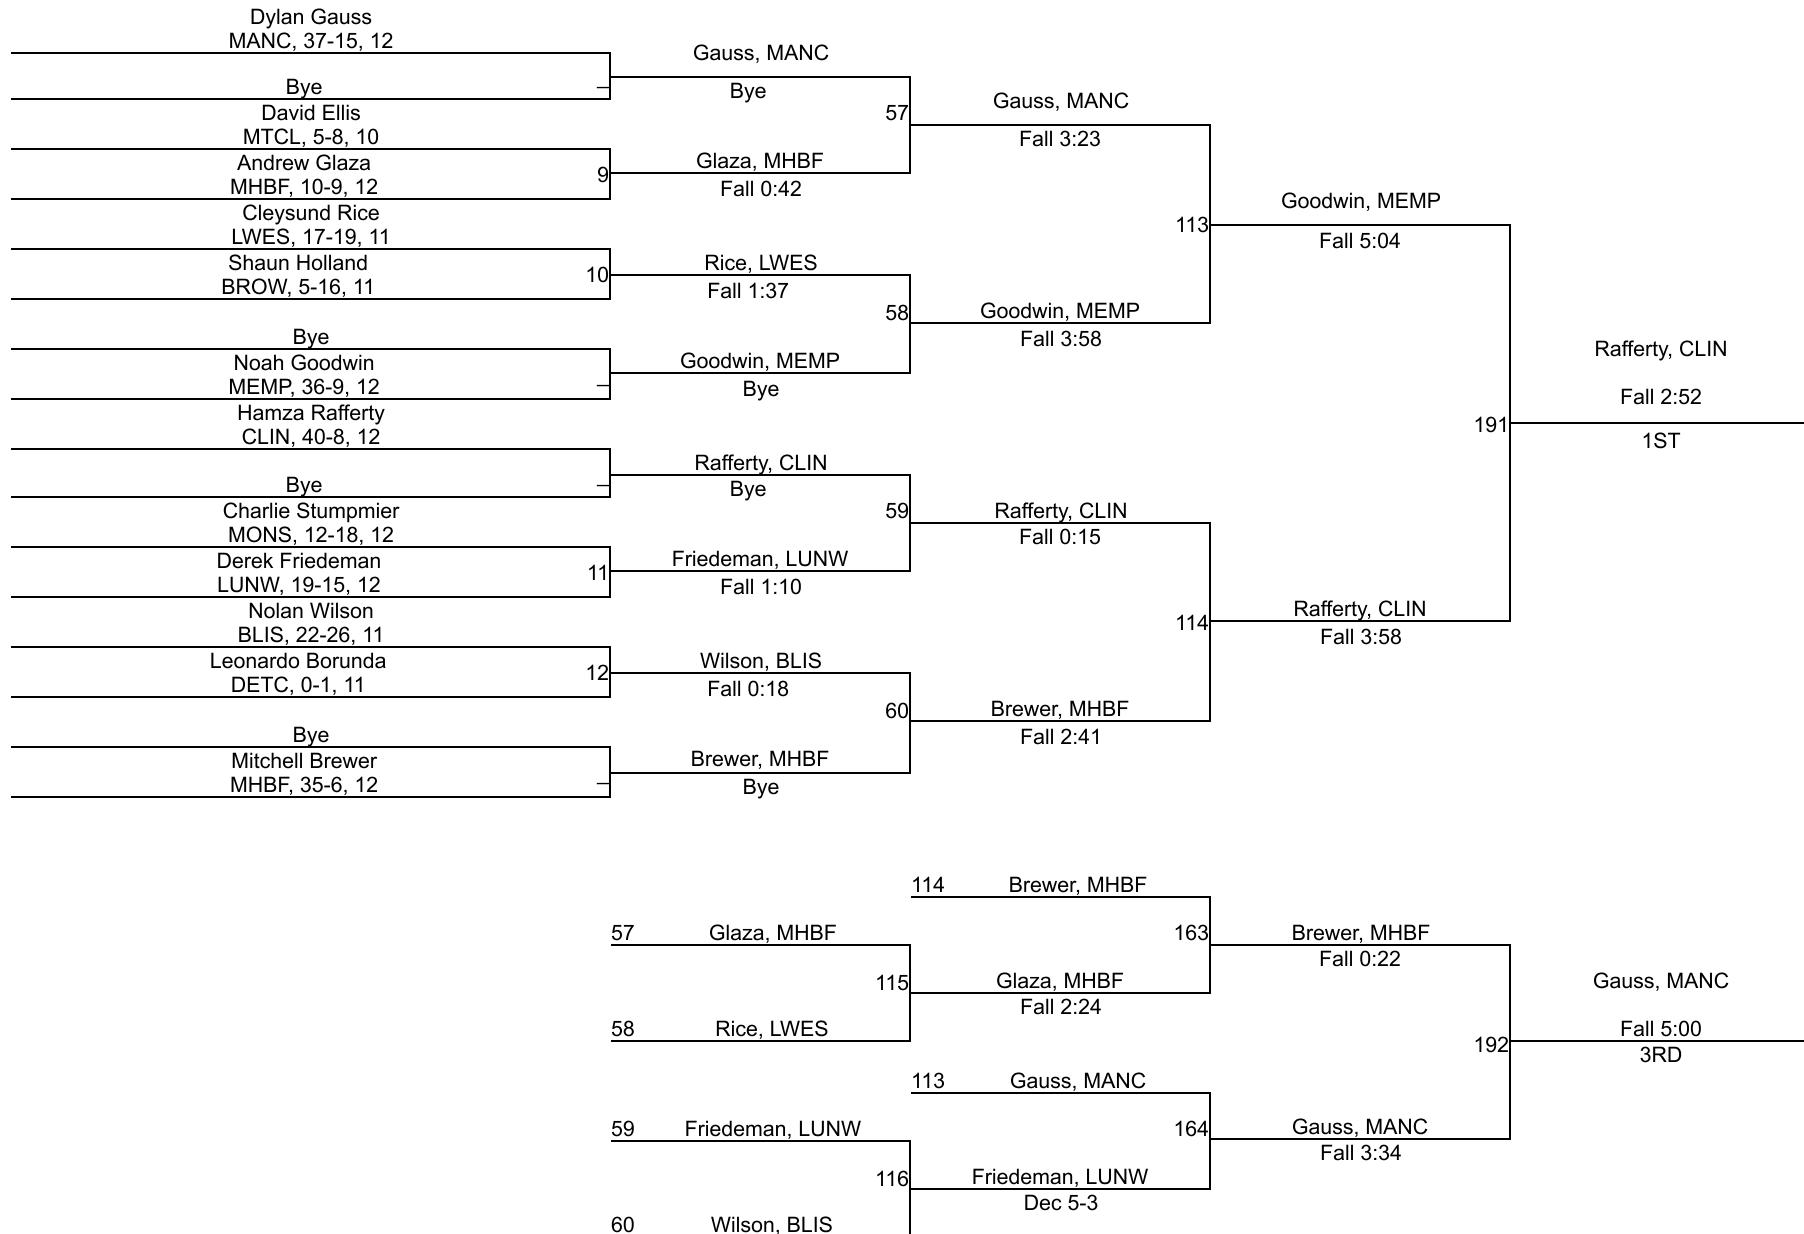 Dylan Gauss
MANC, 37-15, 12
Bye
David Ellis
MTCL, 5-8, 10
Andrew Glaza
MHBF, 10-9, 12
Cleysund Rice
LWES, 17-19, 11
Shaun Holland
BROW, 5-16, 11
Bye
Noah Goodwin
MEMP, 36-9, 12
Hamza Rafferty
CLIN, 40-8, 12
Bye
Charlie Stumpmier
MONS, 12-18, 12
Derek Friedeman
LUNW, 19-15, 12
Nolan Wilson
BLIS, 22-26, 11
Leonardo Borunda
DETC, 0-1, 11
Bye
Mitchell Brewer
MHBF, 35-6, 12
–
9
10
–
–
11
12
–
Gauss, MANC
Bye
Glaza, MHBF
Fall 0:42
Rice, LWES
Fall 1:37
Goodwin, MEMP
Bye
Rafferty, CLIN
Bye
Friedeman, LUNW
Fall 1:10
Wilson, BLIS
Fall 0:18
Brewer, MHBF
Bye
57
58
59
60
Gauss, MANC
Fall 3:23
Goodwin, MEMP
Fall 3:58
Rafferty, CLIN
Fall 0:15
Brewer, MHBF
Fall 2:41
113
114
Goodwin, MEMP
Fall 5:04
Rafferty, CLIN
Fall 3:58
191
Rafferty, CLIN
Fall 2:52
1ST
57 Glaza, MHBF
58 Rice, LWES
59 Friedeman, LUNW
60 Wilson, BLIS
115
116
114 Brewer, MHBF
Glaza, MHBF
Fall 2:24
113 Gauss, MANC
Friedeman, LUNW
Dec 5-3
163
164
Brewer, MHBF
Fall 0:22
Gauss, MANC
Fall 3:34
192
Gauss, MANC
Fall 5:00
3RD